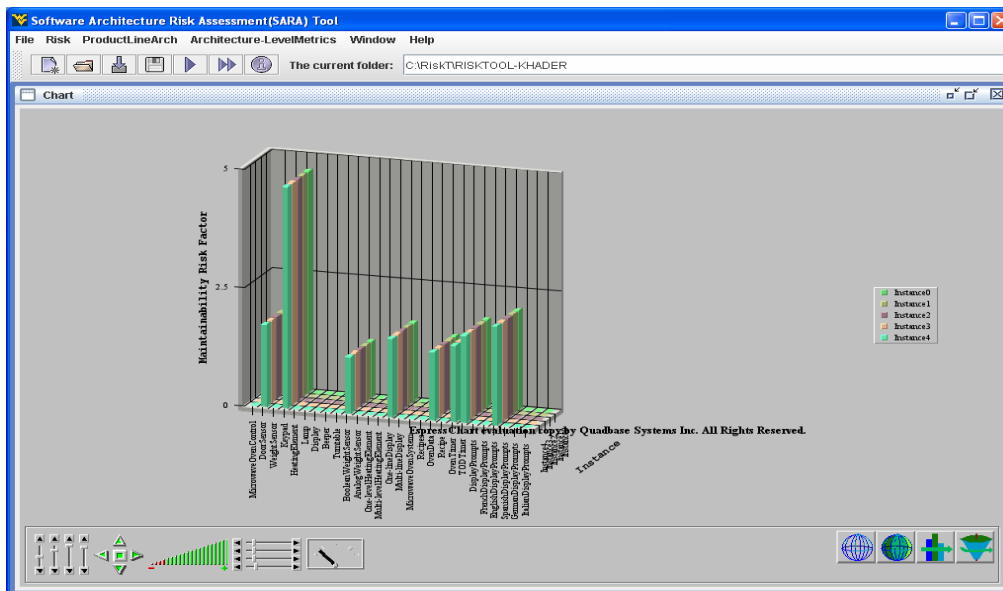 Software Architecture Risk Assessment(SARA) Tool
File Risk ProductLineArch Architecture-LevelMetrics Window Help
The current folder: C:\RiskT\RISKTOOL-KHADER
Chart
5
2.5
0
Maintainability Risk Factor
Instance0
Instance1
Instance2
Instance3
Instance4
MicrowaveOvenControl
DoorSensor
WeightSensor
Keypad
HeatingElement
Lamp
Display
Beeper
Turntable
BooleanWeightSensor
AnalogWeightSensor
One-levelHeatingElement
Multi-levelHeatingElement
One-lineDisplay
Multi-lineDisplay
MicrowaveOvenSystem
Recipes
OvenData
Recipe
OvenTimer
TODTimer
DisplayPrompts
FrenchDisplayPrompts
EnglishDisplayPrompts
SpanishDisplayPrompts
GermanDisplayPrompts
ItalianDisplayPrompts
EspressChart evaluation copy by Quadbase Systems Inc. All Rights Reserved.
Instance